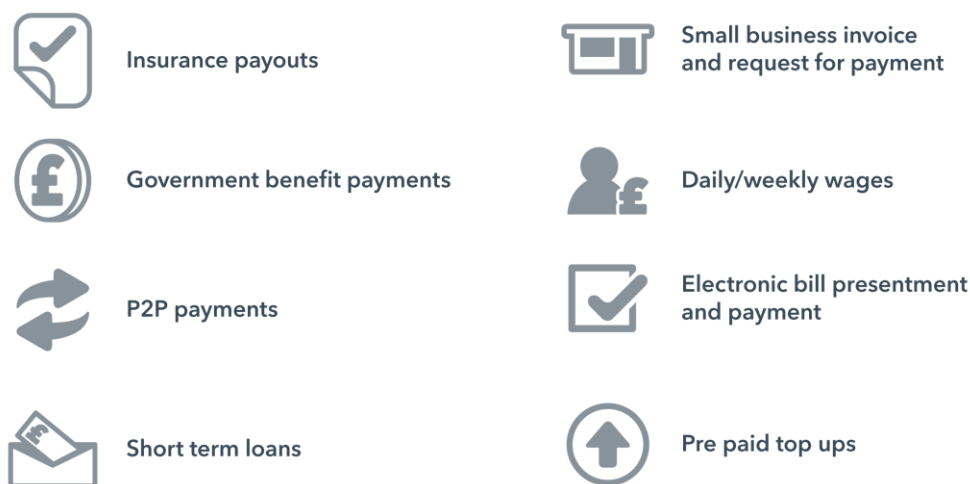 Insurance payouts
Small business invoice
and request for payment
£
Government benefit payments
£
Daily/weekly wages
P2P payments
Electronic bill presentment
and payment
£
Short term loans
Pre paid top ups